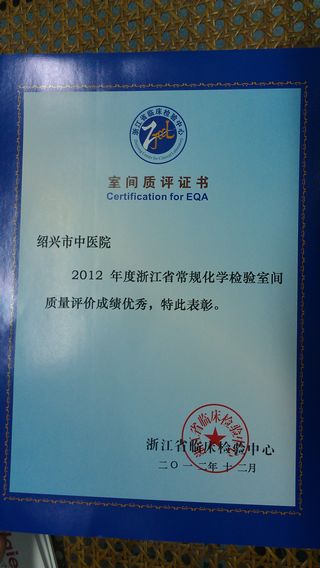 浙江省临床检验中心
室间质评证书
Certification for EQA
绍兴市中医院
2012 年度浙江省常规化学检验室间
质量评价成绩优秀，特此表彰。
浙江省临床检验中心
二〇一二年十二月